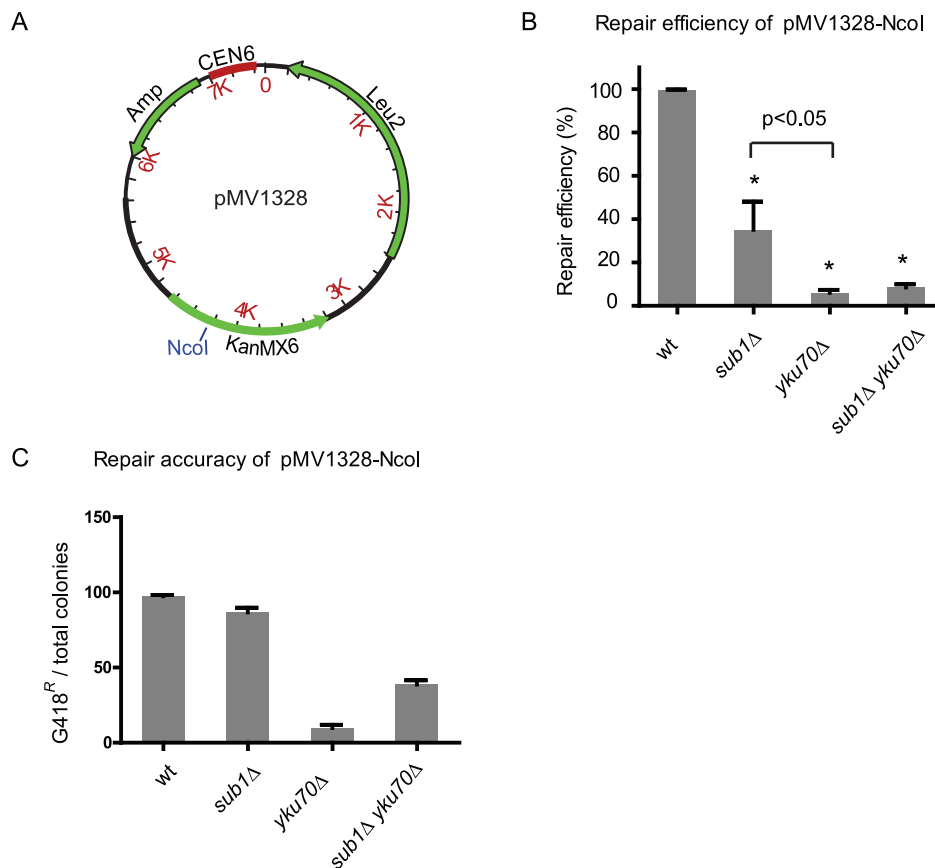 A
CEN6
Amp
7K
0
Leu2
1K
6K
pMV1328
2K
5K
3K
4K
NcoI
KanMX6
B
Repair efficiency of pMV1328-NcoI
Repair efficiency (%)
100
80
60
40
20
0
p<0.05
*
*
*
wt
sub1Δ
yku70Δ
sub1Δ yku70Δ
C
Repair accuracy of pMV1328-NcoI
G418R / total colonies
150
100
50
0
wt
sub1Δ
yku70Δ
sub1Δ yku70Δ